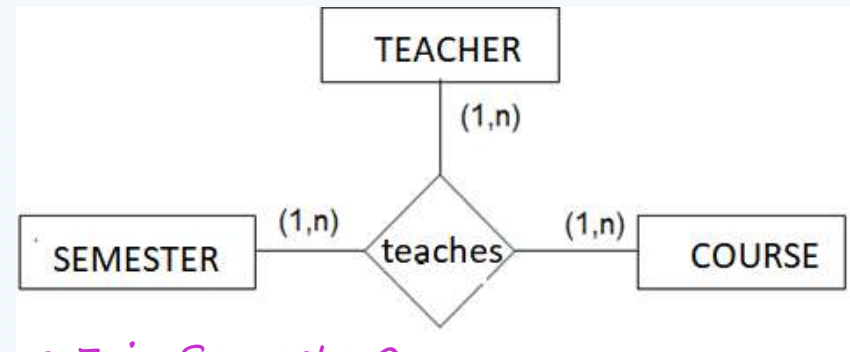 TEACHER
(1,n)
(1,n)
(1,n)
SEMESTER
teaches
COURSE